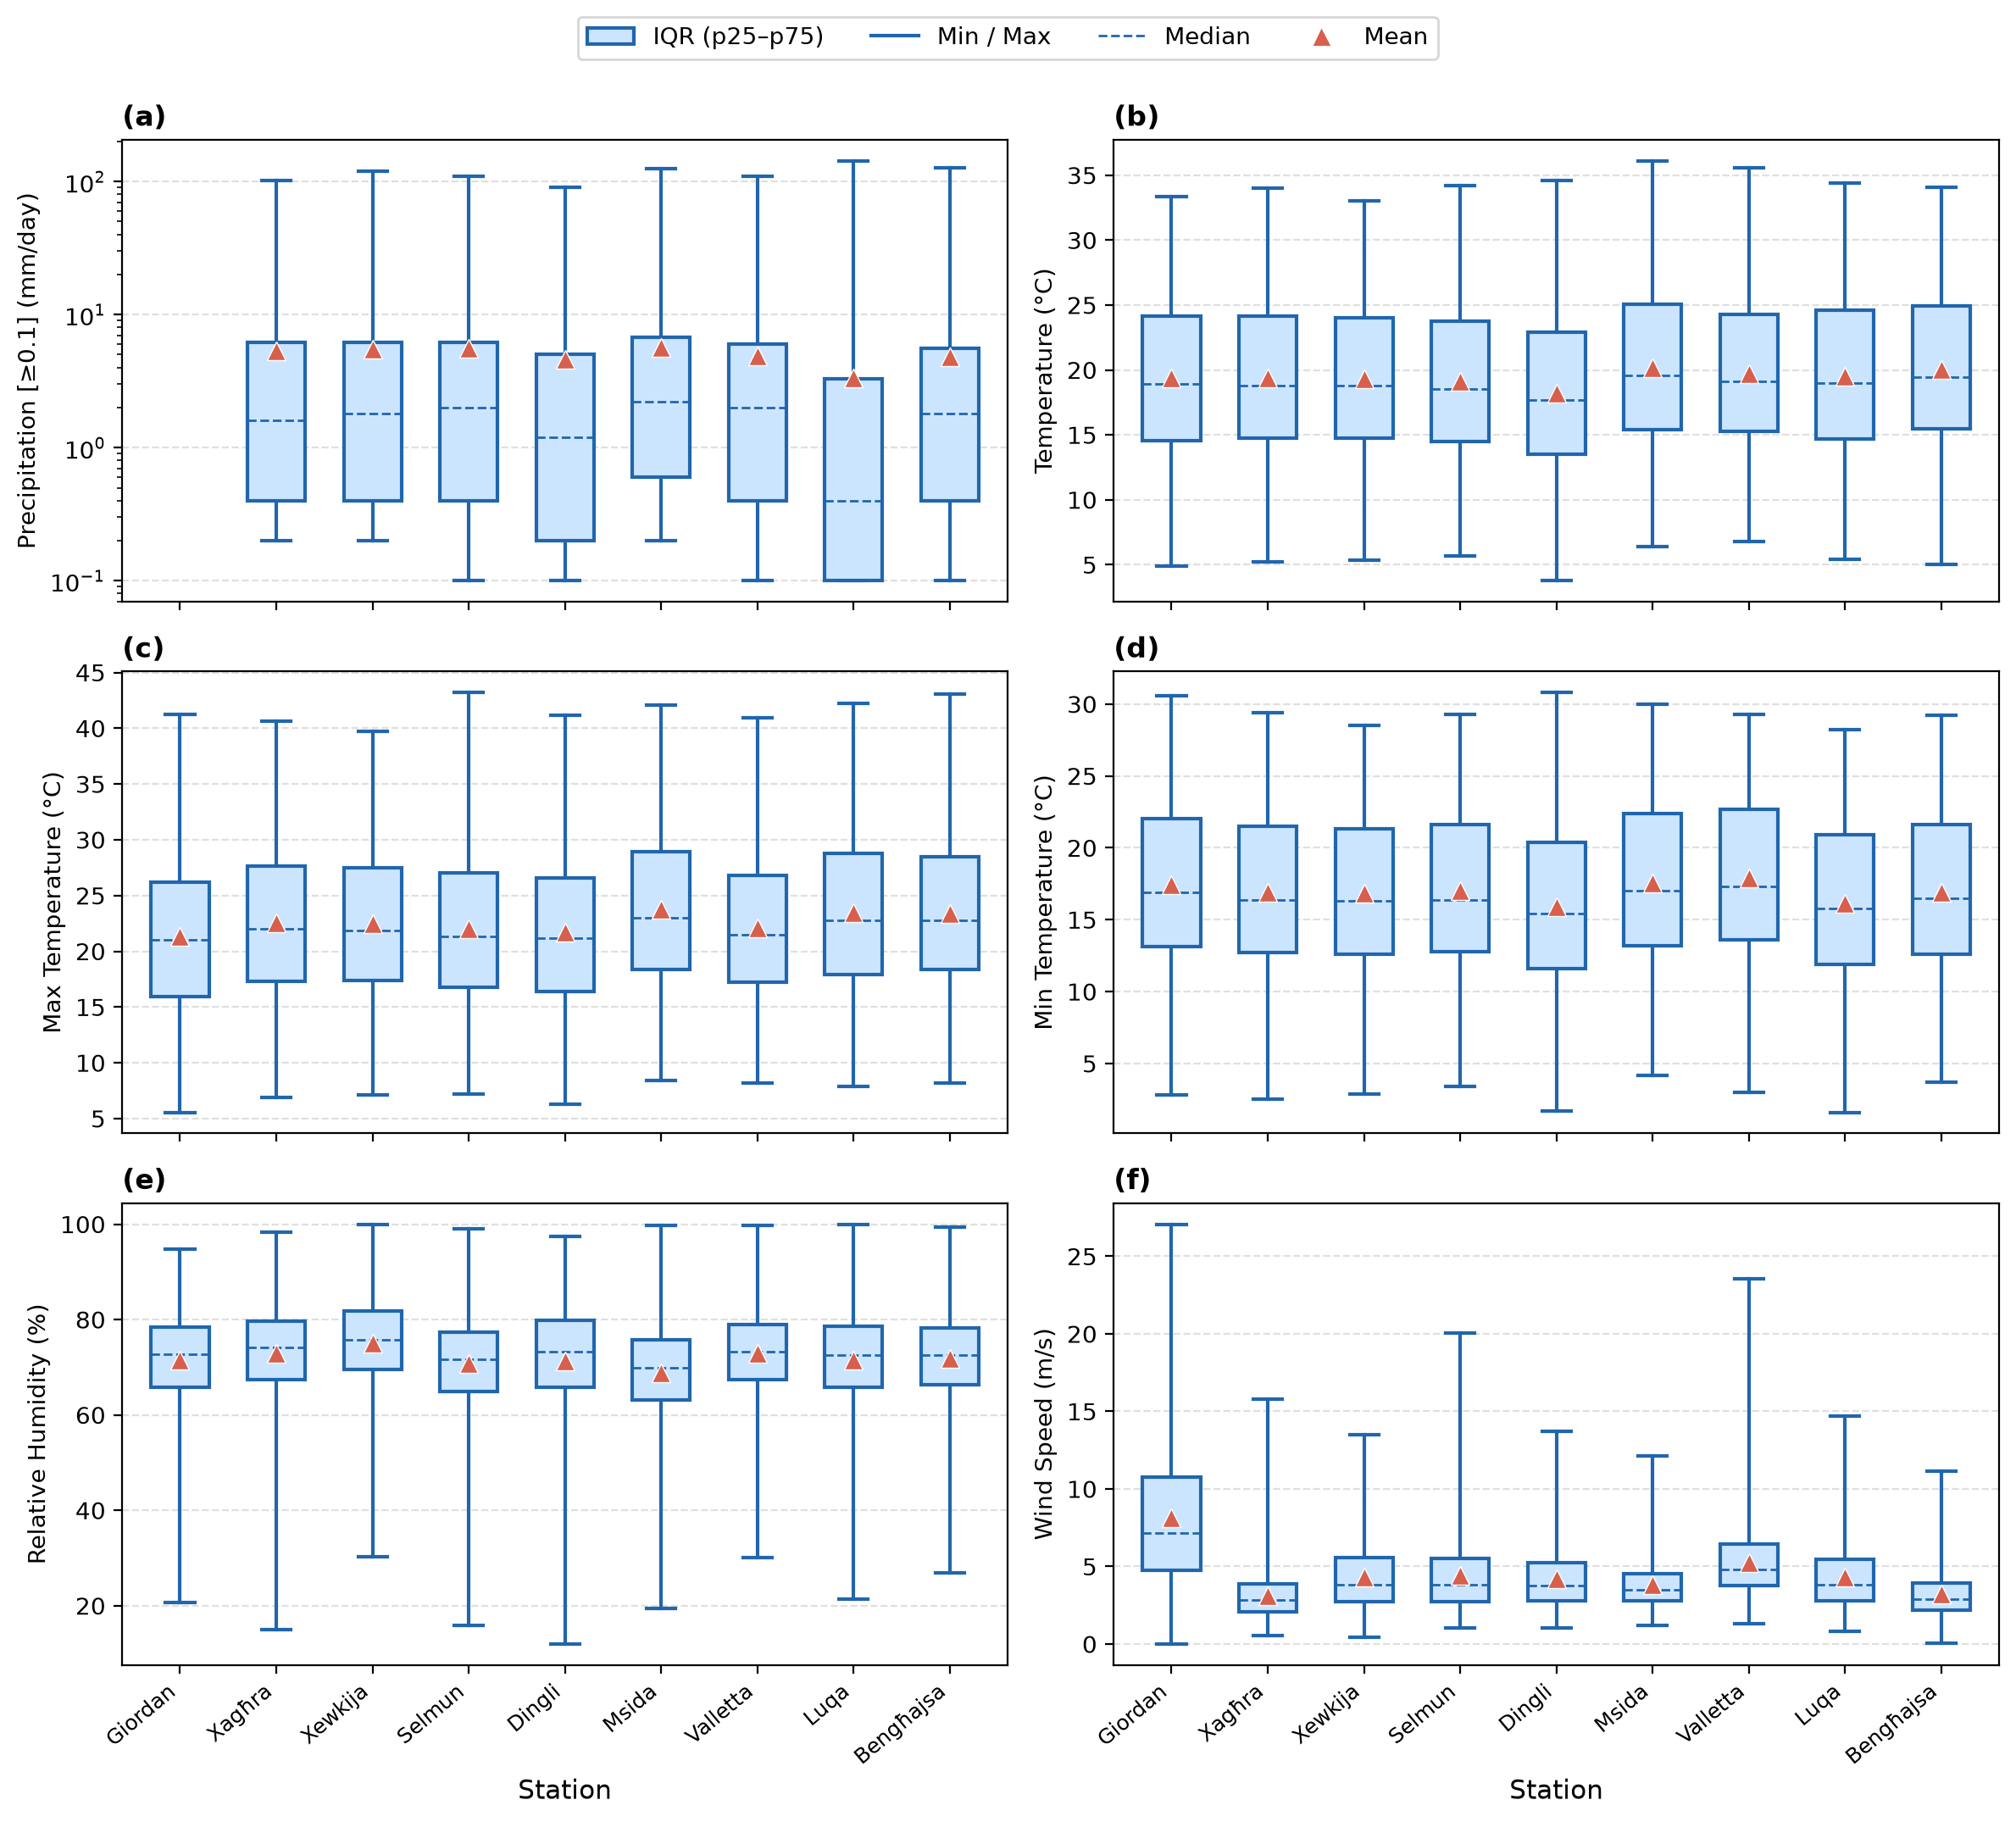 IQR (p25–p75) Min / Max Median Mean
(a)
Precipitation [≥0.1] (mm/day)
10²
10¹
10⁰
10⁻¹
(b)
Temperature (°C)
35
30
25
20
15
10
5
(c)
Max Temperature (°C)
45
40
35
30
25
20
15
10
5
(d)
Min Temperature (°C)
30
25
20
15
10
5
(e)
Relative Humidity (%)
100
80
60
40
20
Giordan
Xagħra
Xewkija
Selmun
Dingli
Msida
Valletta
Luqa
Bengħajsa
Station
(f)
Wind Speed (m/s)
25
20
15
10
5
0
Giordan
Xagħra
Xewkija
Selmun
Dingli
Msida
Valletta
Luqa
Bengħajsa
Station